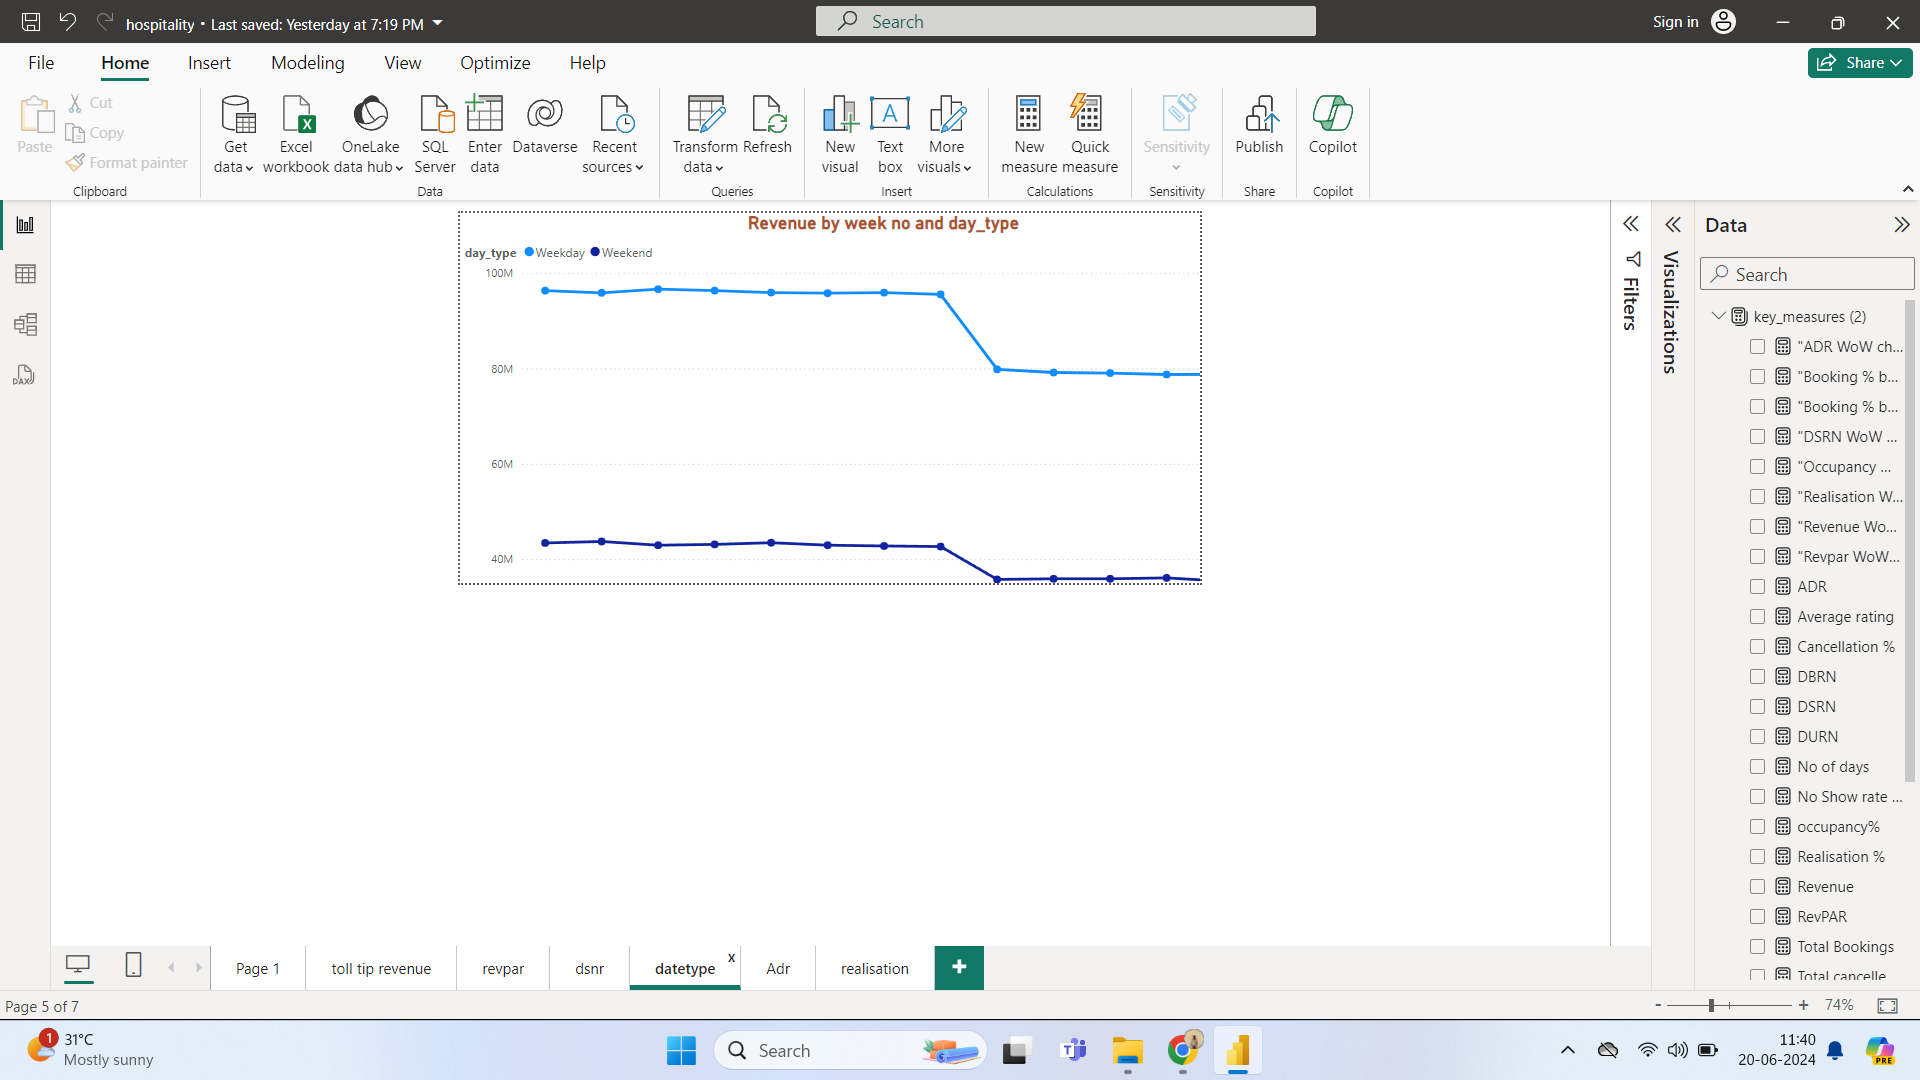 hospitality • Last saved: Yesterday at 7:19 PM
Search
Sign in
File
Home
Insert
Modeling
View
Optimize
Help
Share
Paste
Cut
Copy
Format painter
Clipboard
Get data
Excel workbook
OneLake data hub
SQL Server
Enter data
Dataverse
Recent sources
Data
Transform data
Refresh
Queries
New visual
A
Text box
More visuals
Insert
New measure
Quick measure
Calculations
Sensitivity
Sensitivity
Publish
Share
Copilot
Copilot
DAX
Revenue by week no and day_type
day_type Weekday Weekend
100M
80M
60M
40M
Filters
Visualizations
Data
Search
key_measures (2)
"ADR WoW ch...
"Booking % b...
"Booking % b...
"DSRN WoW ...
"Occupancy ...
"Realisation W...
"Revenue Wo...
"Revpar WoW...
ADR
Average rating
Cancellation %
DBRN
DSRN
DURN
No of days
No Show rate ...
occupancy%
Realisation %
Revenue
RevPAR
Total Bookings
Total cancelle
Page 1
toll tip revenue
revpar
dsnr
datetype
x
Adr
realisation
+
Page 5 of 7
- + 74%
1
31°C
Mostly sunny
Search
11:40
20-06-2024
PRE